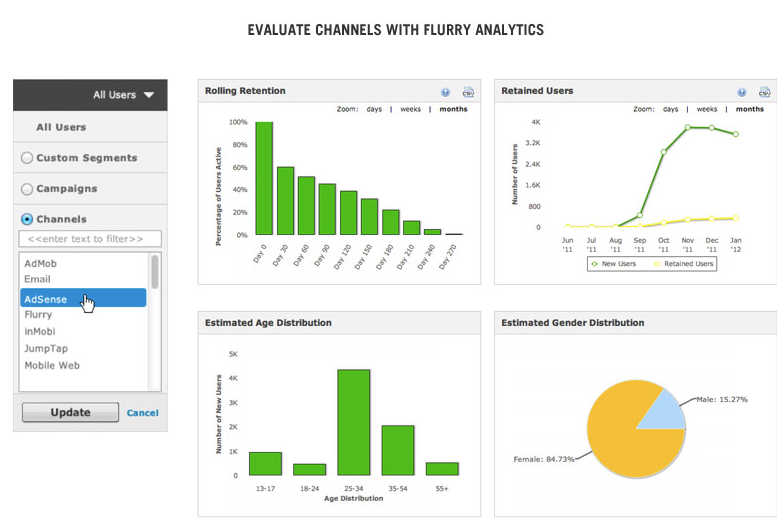 EVALUATE CHANNELS WITH FLURRY ANALYTICS
All Users
All Users
Custom Segments
Campaigns
Channels
<<enter text to filter>>
AdMob
Email
AdSense
Flurry
inMobi
JumpTap
Mobile Web
Update Cancel
Rolling Retention
CSV
Zoom: days | weeks | months
Percentage of Users Active
100%
80%
60%
40%
20%
0%
Day 0 Day 30 Day 60 Day 90 Day 120 Day 150 Day 180 Day 210 Day 240 Day 270
Retained Users
CSV
Zoom: days | weeks | months
Number of Users
4K
3.2K
2.4K
1.6K
800
0
Jun Jul Aug Sep Oct Nov Dec Jan
'11 '11 '11 '11 '11 '11 '11 '12
New Users Retained Users
Estimated Age Distribution
Number of New Users
5K
4K
3K
2K
1K
0
13-17 18-24 25-34 35-54 55+
Age Distribution
Estimated Gender Distribution
Male: 15.27%
Female: 84.73%